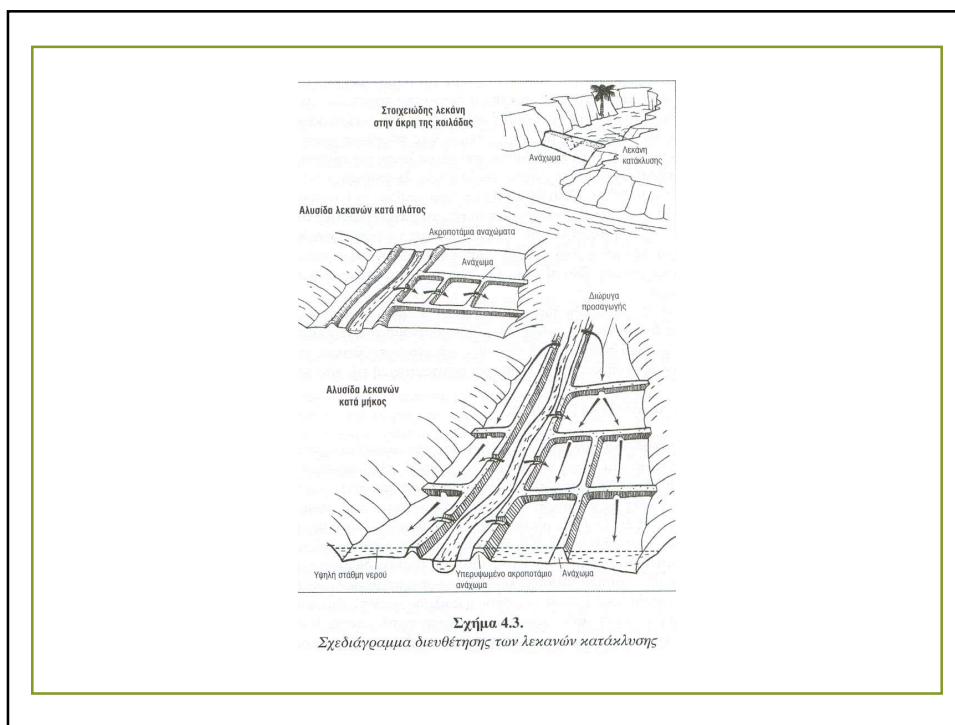 Στοιχειώδης λεκάνη
στην άκρη της κοιλάδας
Ανάχωμα
Λεκάνη
κατάκλυσης
Αλυσίδα λεκανών κατά πλάτος
Ακροποτάμια αναχώματα
Ανάχωμα
Διώρυγα
προσαγωγής
Αλυσίδα λεκανών
κατά μήκος
Υψηλή στάθμη νερού
Υπερυψωμένο ακροποτάμιο
ανάχωμα
Ανάχωμα
Σχήμα 4.3.
Σχεδιάγραμμα διευθέτησης των λεκανών κατάκλυσης